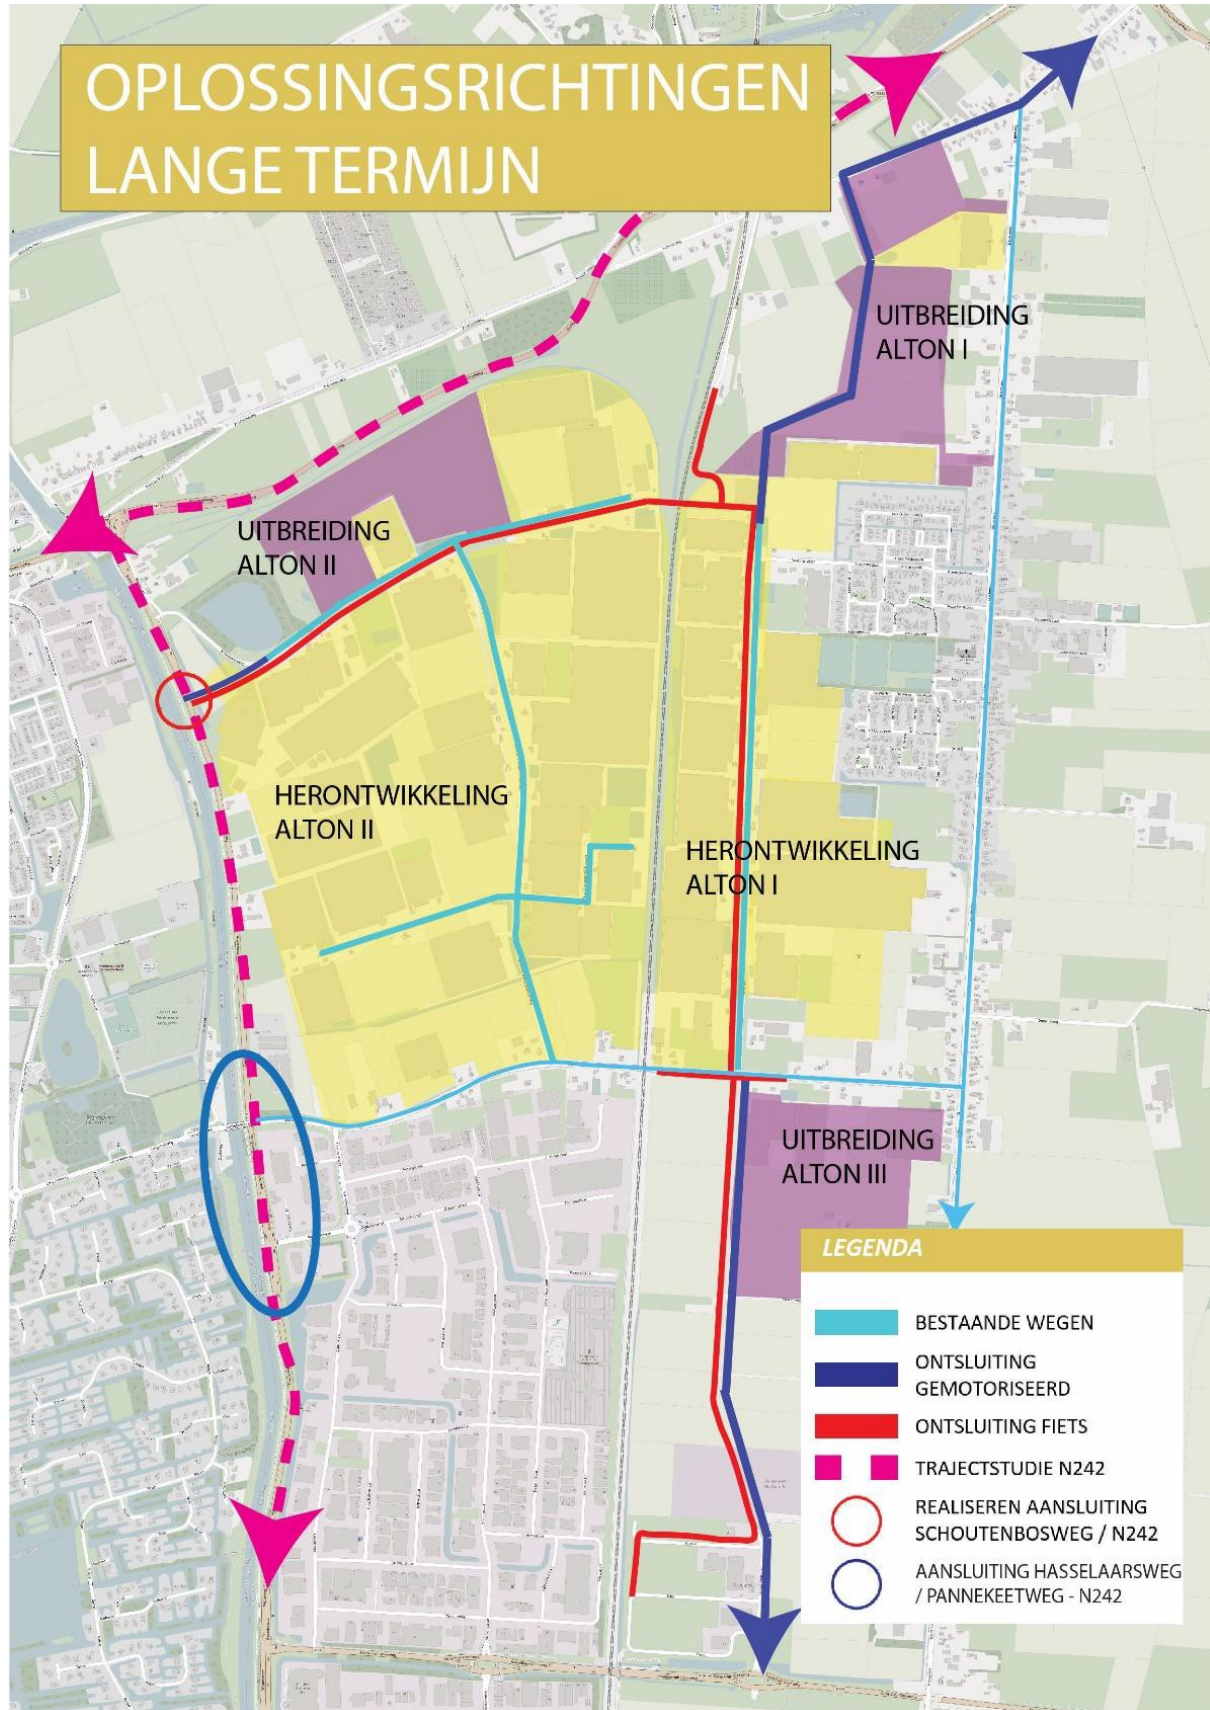 OPLOSSINGSRICHTINGEN
LANGE TERMIJN
UITBREIDING
ALTON I
UITBREIDING
ALTON II
HERONTWIKKELING
ALTON II
HERONTWIKKELING
ALTON I
UITBREIDING
ALTON III
LEGENDA
BESTAANDE WEGEN
ONTSLUITING
GEMOTORISEERD
ONTSLUITING FIETS
TRAJECTSTUDIE N242
REALISEREN AANSLUITING
SCHOUTENBOSWEG / N242
AANSLUITING HASSELAARSWEG
/ PANNEKEETWEG - N242